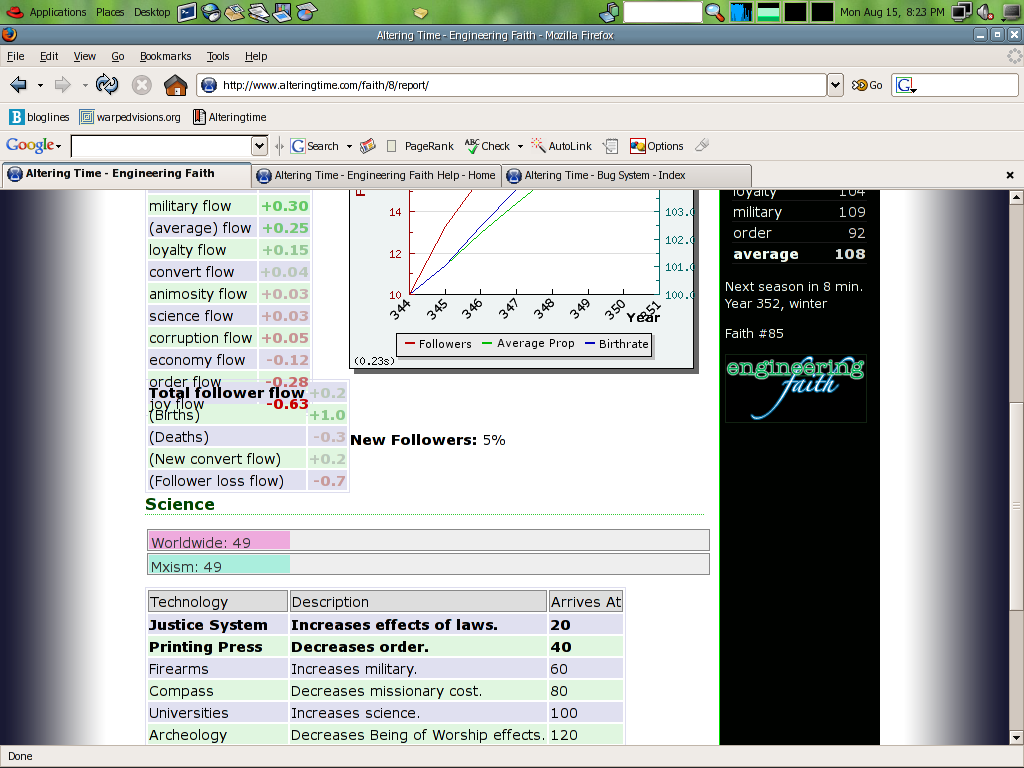 Applications Places Desktop Mon Aug 15, 8:23 PM
Altering Time - Engineering Faith - Mozilla Firefox
File Edit View Go Bookmarks Tools Help
http://www.alteringtime.com/faith/8/report/ Go G
bloglines warpedvisions.org Alteringtime
Google Search PageRank ABC Check AutoLink Options
Altering Time - Engineering Faith Altering Time - Engineering Faith Help - Home Altering Time - Bug System - Index
military flow +0.30
(average) flow +0.25
loyalty flow +0.15
convert flow +0.04
animosity flow +0.03
science flow +0.03
corruption flow +0.05
economy flow -0.12
order flow -0.28
joy flow -0.63
Total follower flow +0.2
(Births) +1.0
(Deaths) -0.3
(New convert flow) +0.2
(Follower loss flow) -0.7
14 103.0
12 102.0
101.0
10 100.0
344 345 346 347 348 349 350 351
Year
Followers Average Prop Birthrate
(0.23s)
New Followers: 5%
loyalty 104
military 109
order 92
average 108
Next season in 8 min.
Year 352, winter
Faith #85
engineering
faith
Science
Worldwide: 49
Mxism: 49
Technology Description Arrives At
Justice System Increases effects of laws. 20
Printing Press Decreases order. 40
Firearms Increases military. 60
Compass Decreases missionary cost. 80
Universities Increases science. 100
Archeology Decreases Being of Worship effects. 120
Done